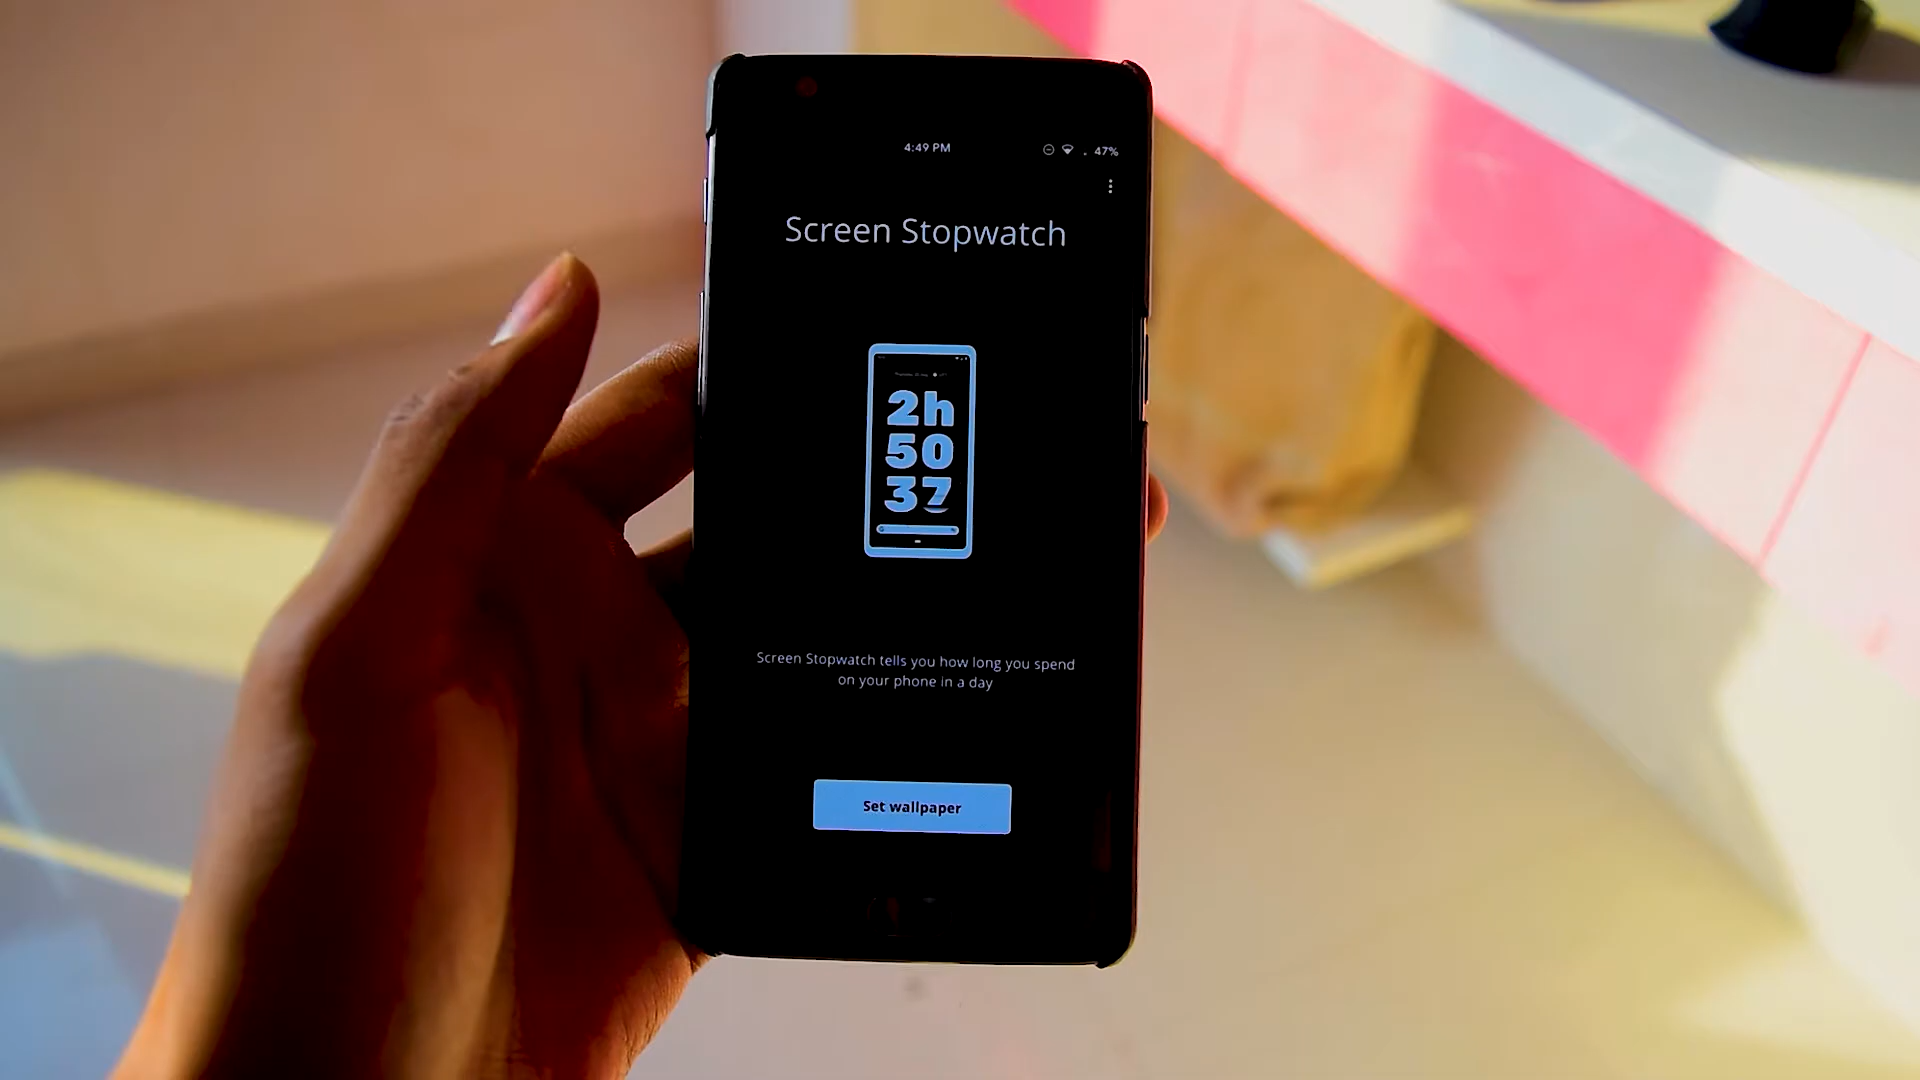 4:49 PM
47%
Screen Stopwatch
2h
50
37
Screen Stopwatch tells you how long you spend
on your phone in a day
Set wallpaper